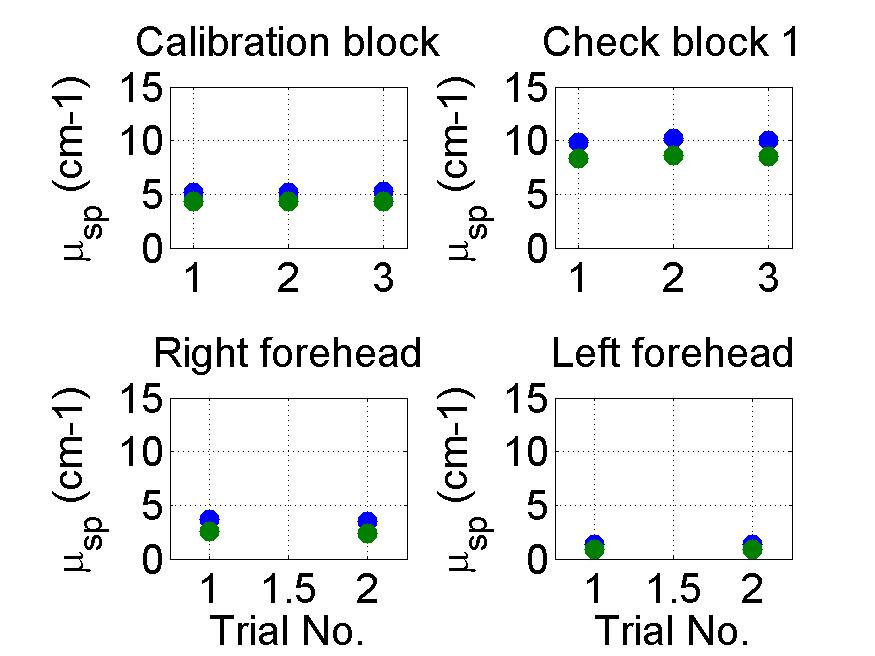 Calibration block
Check block 1
μsp (cm-1)
15
10
5
0
1 2 3
μsp (cm-1)
15
10
5
0
1 2 3
Right forehead
Left forehead
μsp (cm-1)
15
10
5
0
1 1.5 2
Trial No.
μsp (cm-1)
15
10
5
0
1 1.5 2
Trial No.